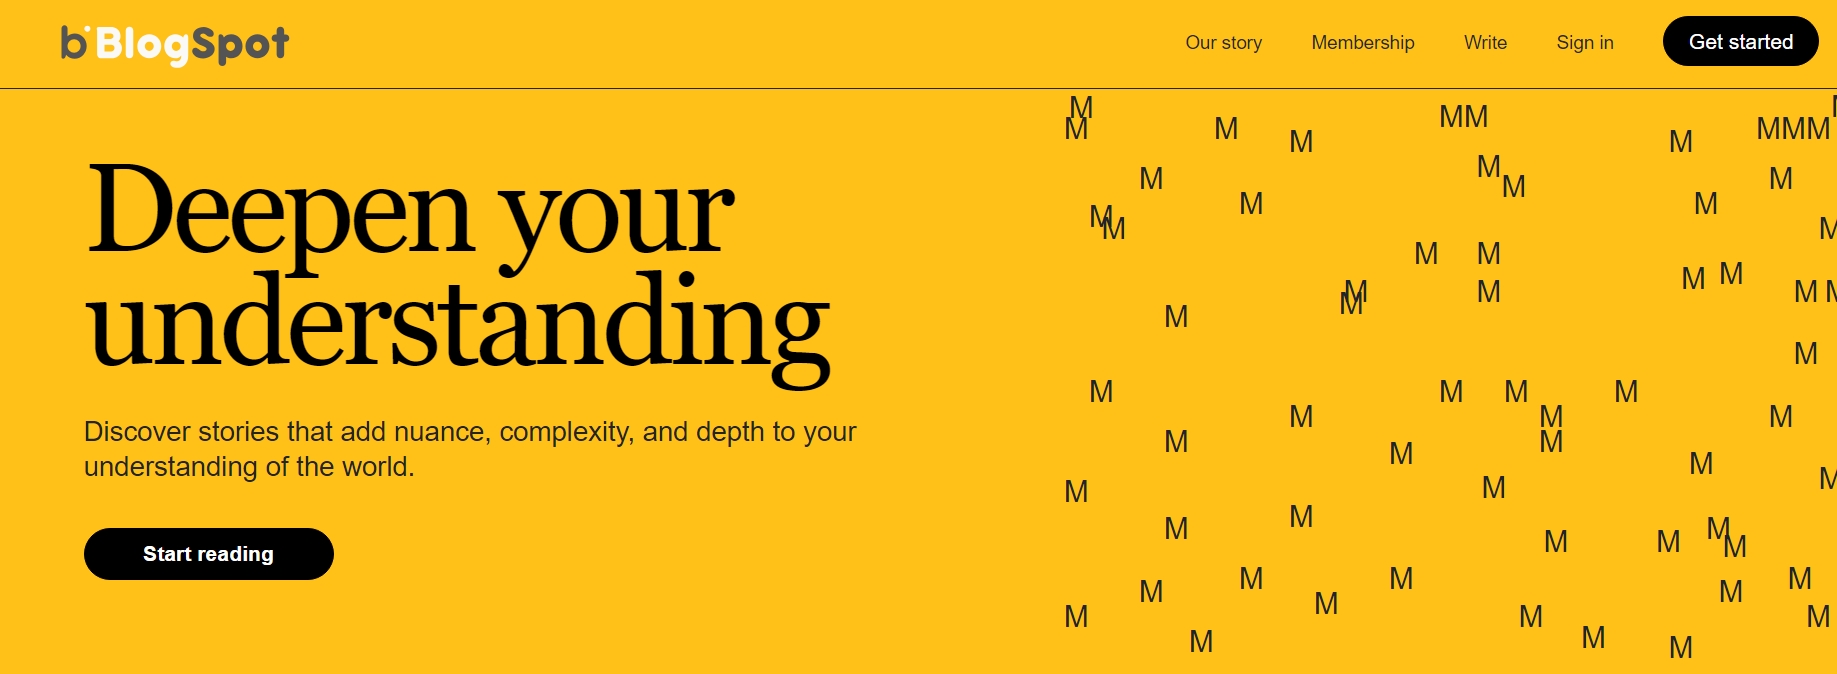 b BlogSpot
Our story Membership Write Sign in Get started
Deepen your
understanding
Discover stories that add nuance, complexity, and depth to your
understanding of the world.
Start reading
M
M M M MM M MMM M
M M M M
M M M M M M
M M M M M
M M M M
M M M
M
M M M M
M M M M
M M M M
M M M
M M
M M M M
M M M M M
M M M M
M M M M